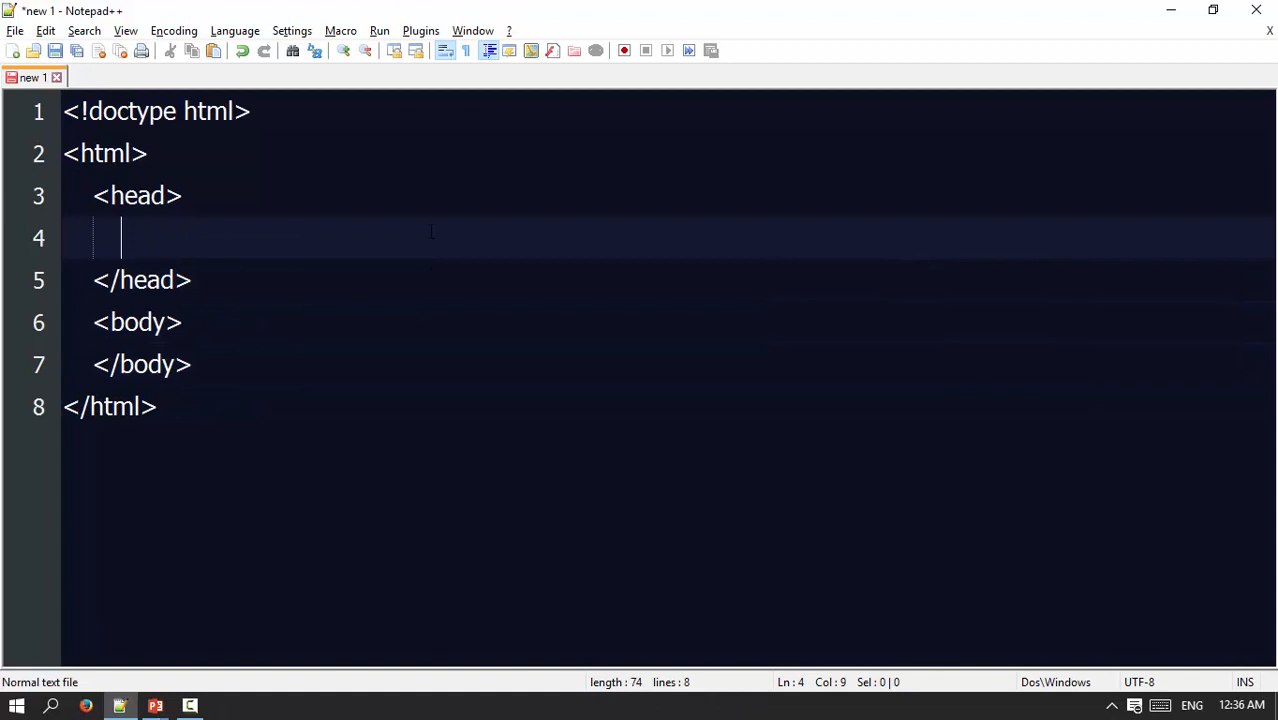 *new 1 - Notepad++
File Edit Search View Encoding Language Settings Macro Run Plugins Window ? X
new 1
1 <!doctype html>
2 <html>
3 <head>
4
5 </head>
6 <body>
7 </body>
8 </html>
Normal text file length : 74 lines : 8 Ln : 4 Col : 9 Sel : 0 | 0 Dos\Windows UTF-8 INS
ENG 12:36 AM